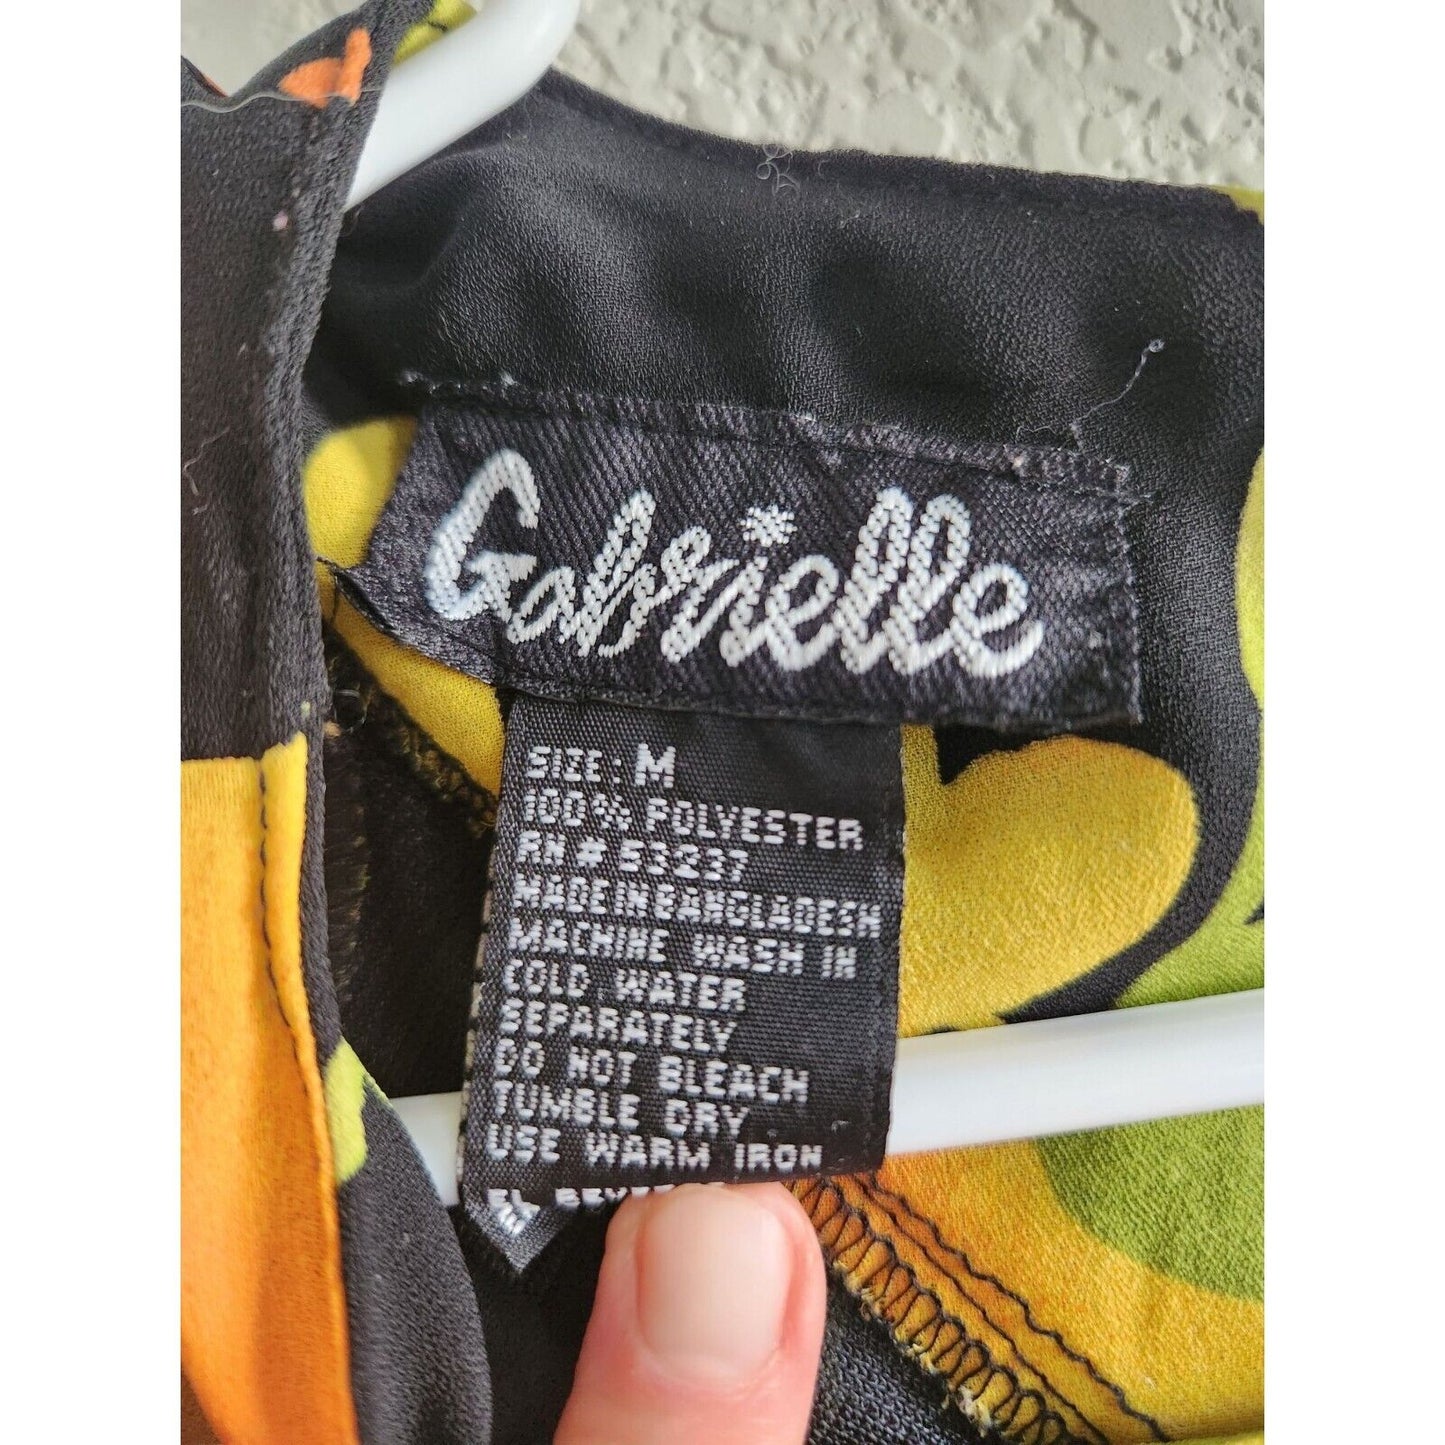 Gabrielle
SIZE: M
100% POLYESTER
RN # 53237
MADE IN BANGLADESH
MACHINE WASH IN
COLD WATER
SEPARATELY
DO NOT BLEACH
TUMBLE DRY
USE WARM IRON